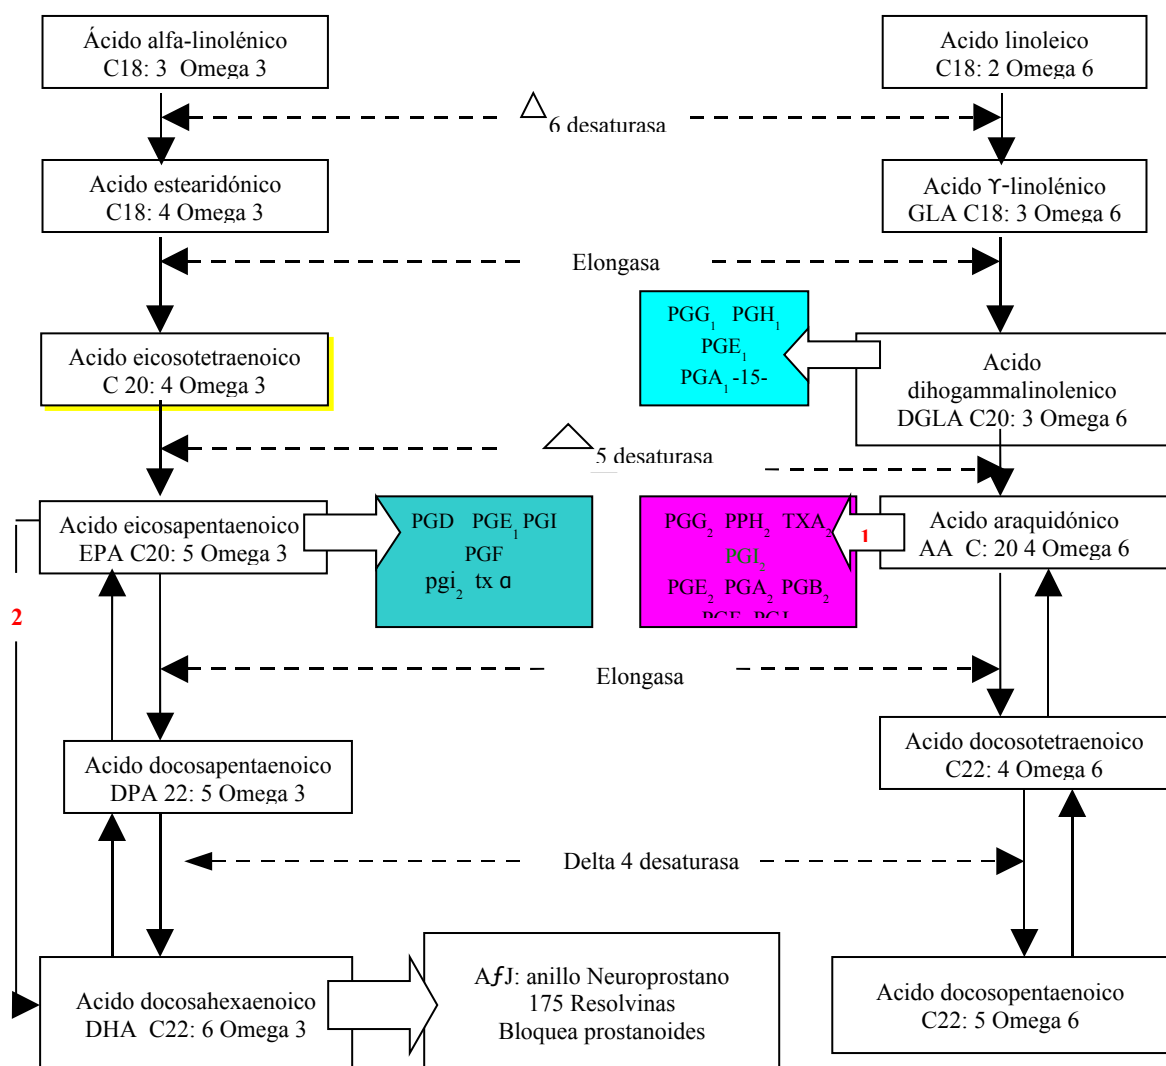 Ácido alfa-linolénico
C18: 3 Omega 3
Acido linoleico
C18: 2 Omega 6
△6 desaturasa
Acido estearidónico
C18: 4 Omega 3
Acido ϒ-linolénico
GLA C18: 3 Omega 6
Elongasa
PGG1 PGH1
PGE1
PGA1 -15-
Acido eicosotetraenoico
C 20: 4 Omega 3
Acido
dihogammalinolenico
DGLA C20: 3 Omega 6
△5 desaturasa
Acido eicosapentaenoico
EPA C20: 5 Omega 3
PGD PGE1 PGI
PGF
pgi2 tx α
PGG2 PPH2 TXA2
PGI2
PGE2 PGA2 PGB2
1
Acido araquidónico
AA C: 20 4 Omega 6
2
Elongasa
Acido docosapentaenoico
DPA 22: 5 Omega 3
Acido docosotetraenoico
C22: 4 Omega 6
Delta 4 desaturasa
Acido docosahexaenoico
DHA C22: 6 Omega 3
AƒJ: anillo Neuroprostano
175 Resolvinas
Bloquea prostanoides
Acido docosopentaenoico
C22: 5 Omega 6